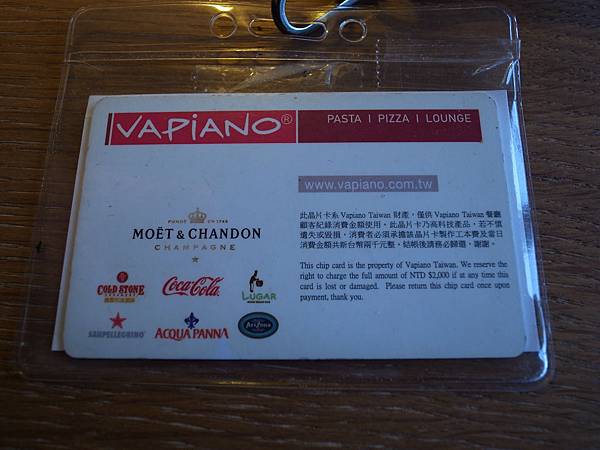 VAPiANO®
PASTA | PIZZA | LOUNGE
www.vapiano.com.tw
此晶片卡系 Vapiano Taiwan 財產，僅供 Vapiano Taiwan 餐廳
顧客紀錄消費金額使用。此晶片卡乃高科技產品，若不慎
遺失或毀損，消費者必須承擔該晶片卡製作工本費及當日
消費金額共新台幣兩千元整。結帳後請務必歸還，謝謝。
This chip card is the property of Vapiano Taiwan. We reserve the
right to charge the full amount of NTD $2,000 if at any time this
card is lost or damaged. Please return this chip card once upon
payment, thank you.
MOËT & CHANDON
CHAMPAGNE
COLD STONE
CREAMERY
Coca-Cola
LUGAR
SANPELLEGRINO
ACQUA PANNA
AriZona